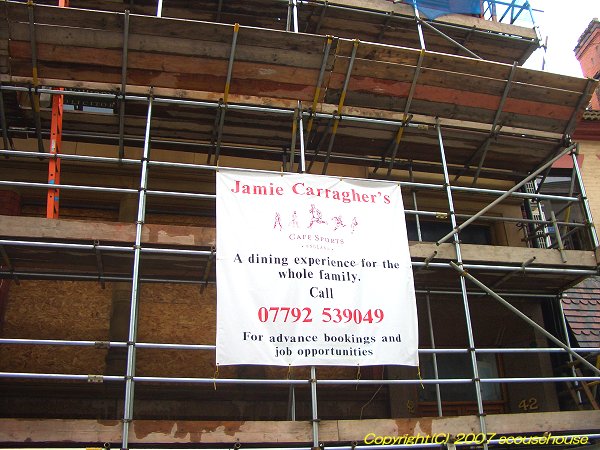 Jamie Carragher's
CAFE SPORTS
ENGLAND
A dining experience for the
whole family.
Call
07792 539049
For advance bookings and
job opportunities
42
Copyright(C) 2007 scousehouse